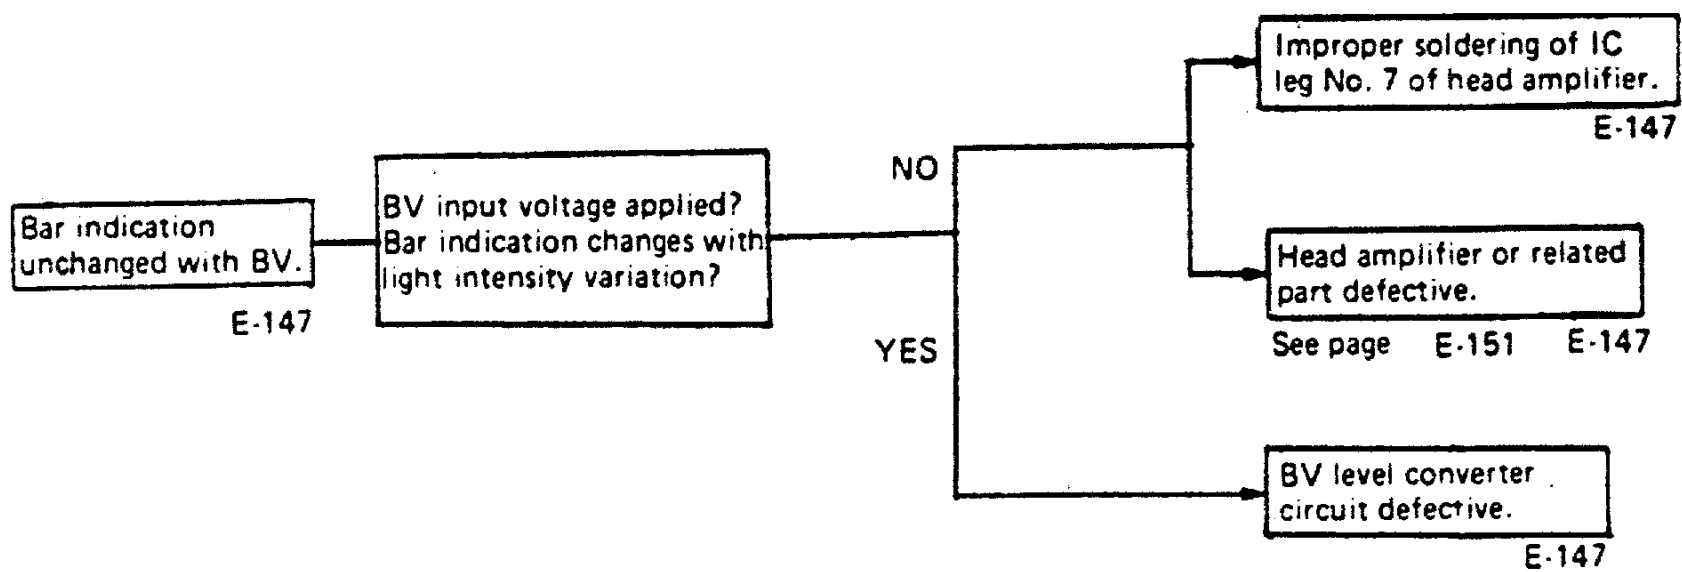 Bar indication
unchanged with BV.
E-147
BV input voltage applied?
Bar indication changes with
light intensity variation?
NO
YES
Improper soldering of IC
leg No. 7 of head amplifier.
E-147
Head amplifier or related
part defective.
See page E-151 E-147
BV level converter
circuit defective.
E-147